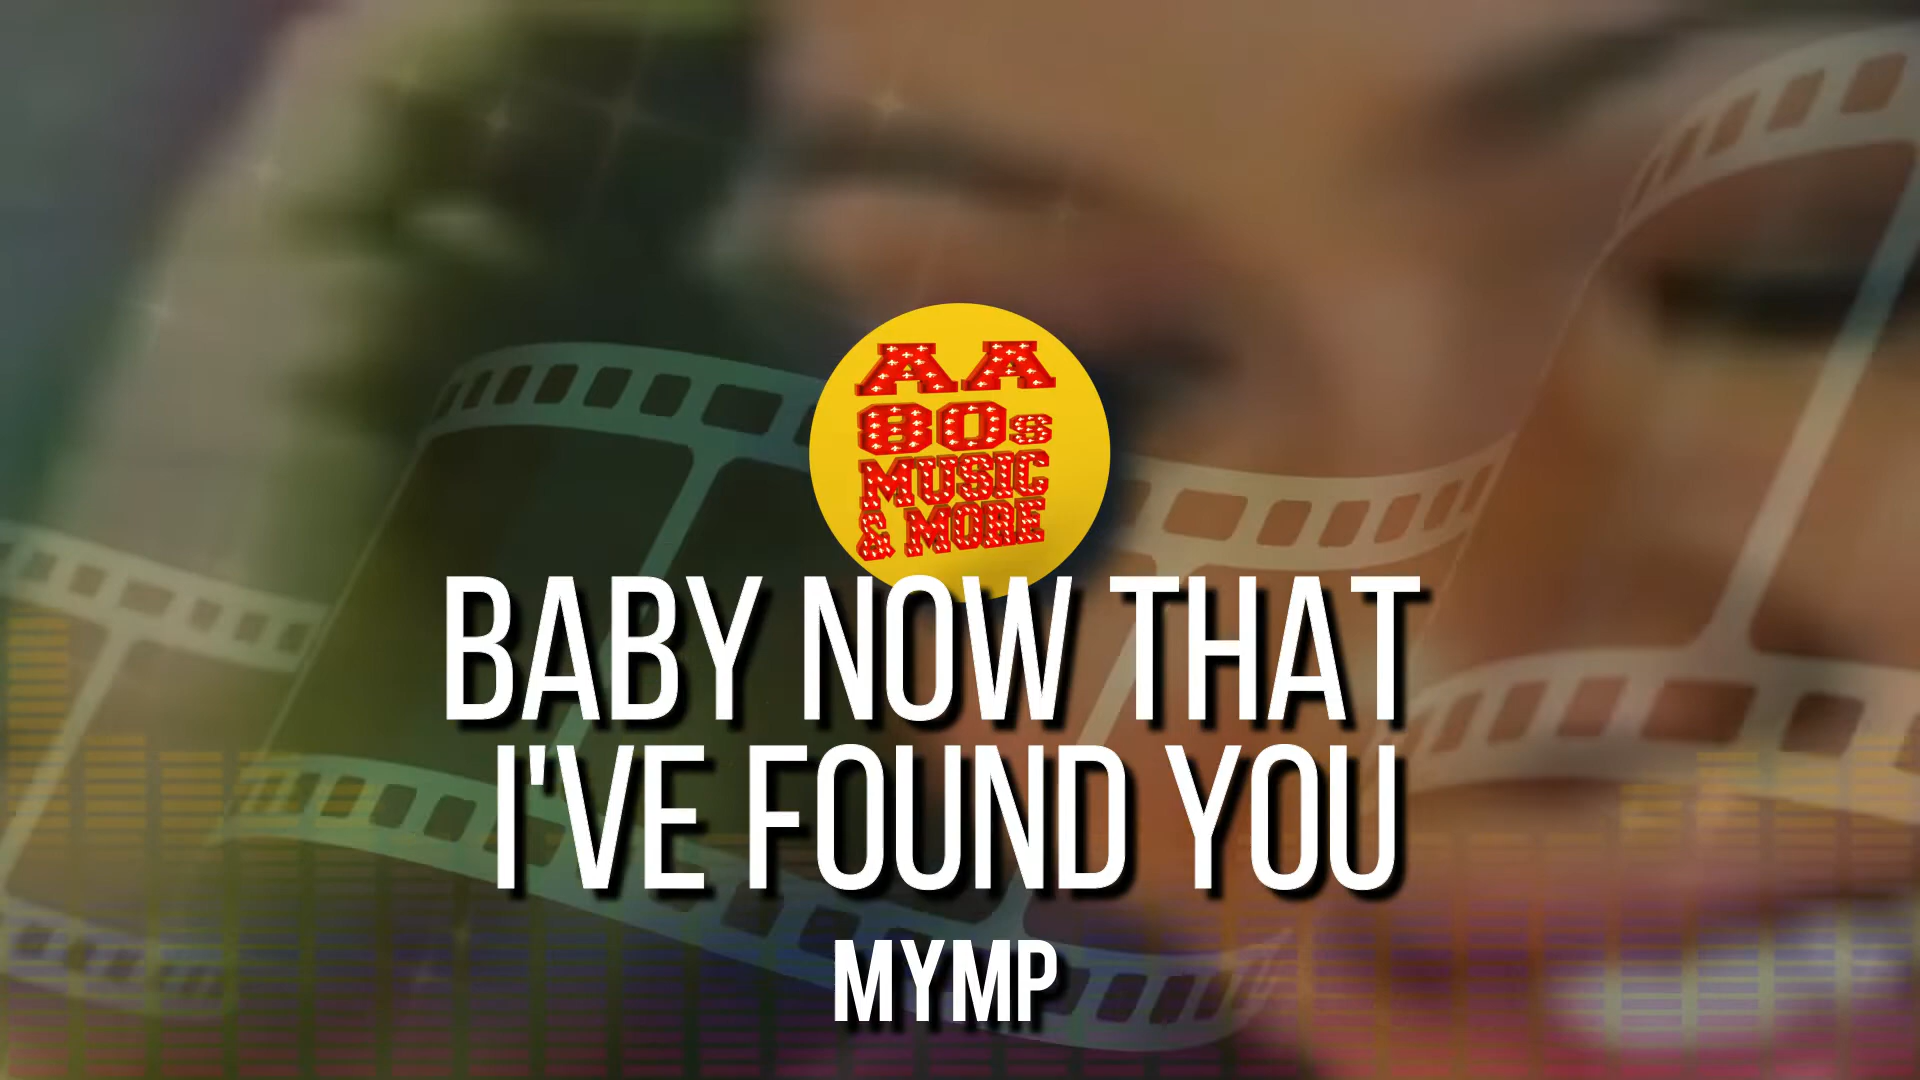 AA
80s
MUSIC
& MORE
BABY NOW THAT
I'VE FOUND YOU
MYMP